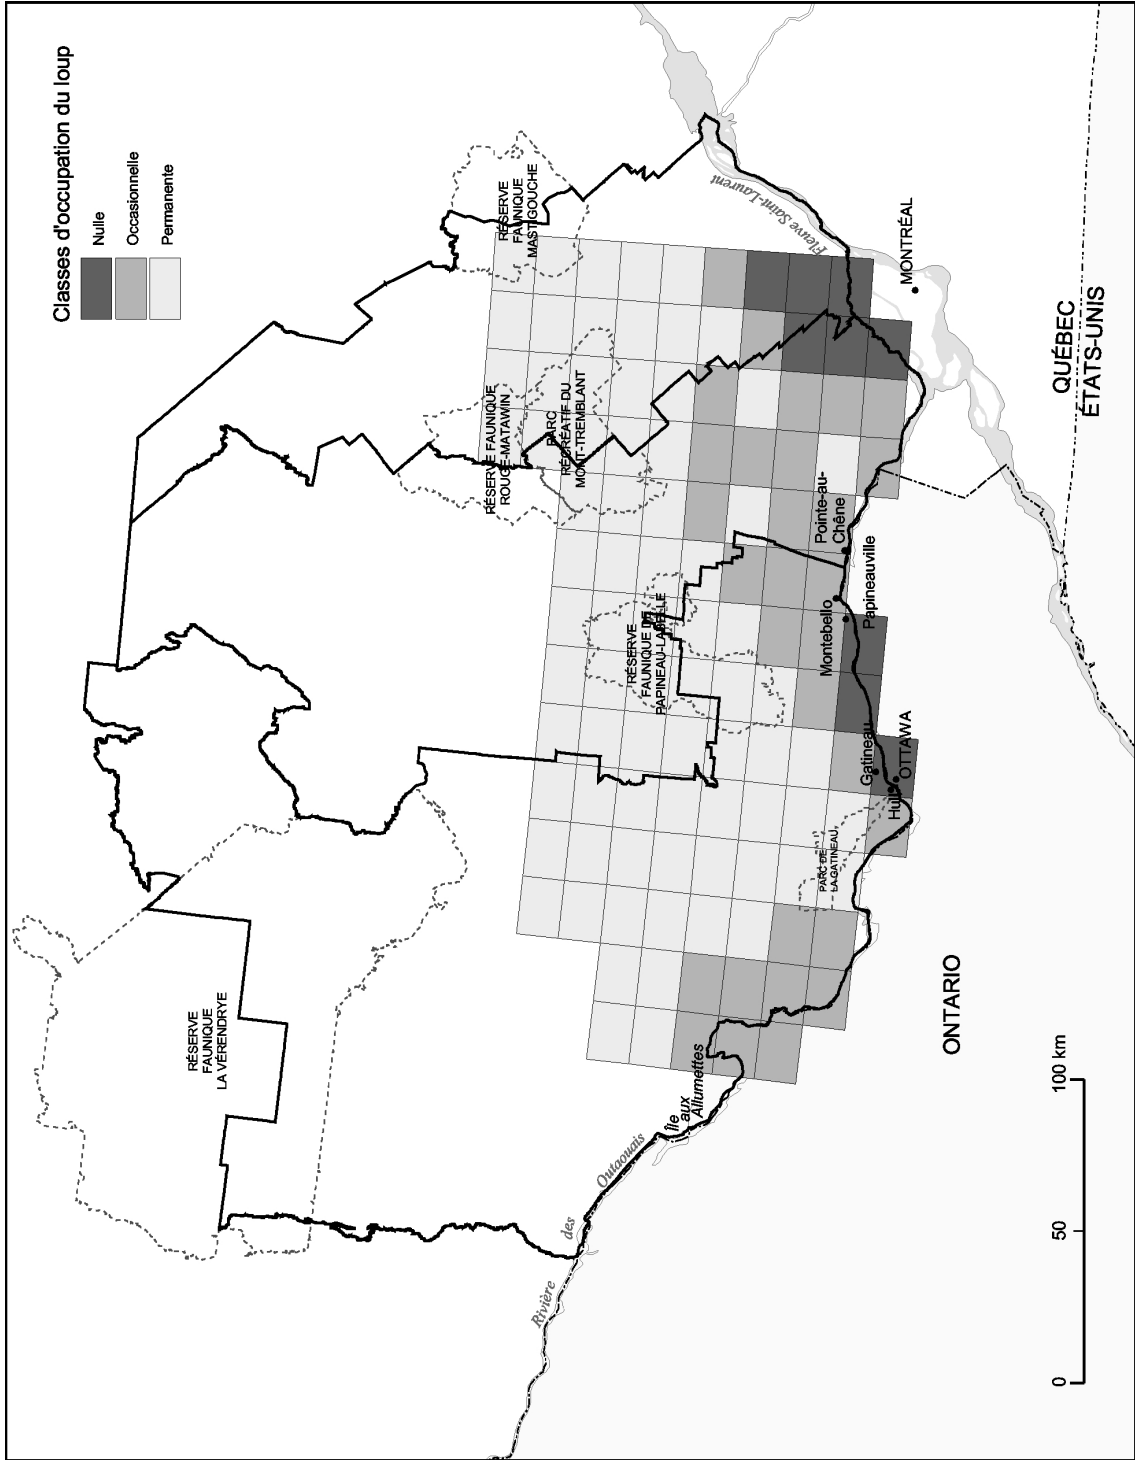 Classes d'occupation du loup
Nulle
Occasionnelle
Permanente
RÉSERVE
FAUNIQUE
LA VÉRENDRYE
RÉSERVE FAUNIQUE
ROUGE-MATAWIN
RÉSERVE
FAUNIQUE
MASTIGOUCHE
PARC
RÉCRÉATIF DU
MONT-TREMBLANT
RÉSERVE
FAUNIQUE DE
PAPINEAU-LABELLE
PARC DE
LA GATINEAU
Rivière
des
Outaouais
Île
aux
Allumettes
Fleuve Saint-Laurent
Hull
Gatineau
OTTAWA
Montebello
Papineauville
Pointe-au-
Chêne
MONTRÉAL
ONTARIO
QUÉBEC
ÉTATS-UNIS
0
50
100 km